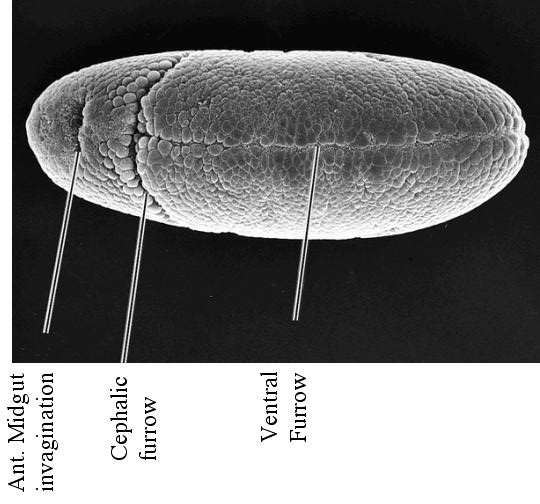 Ant. Midgut
invagination
Cephalic
furrow
Ventral
Furrow